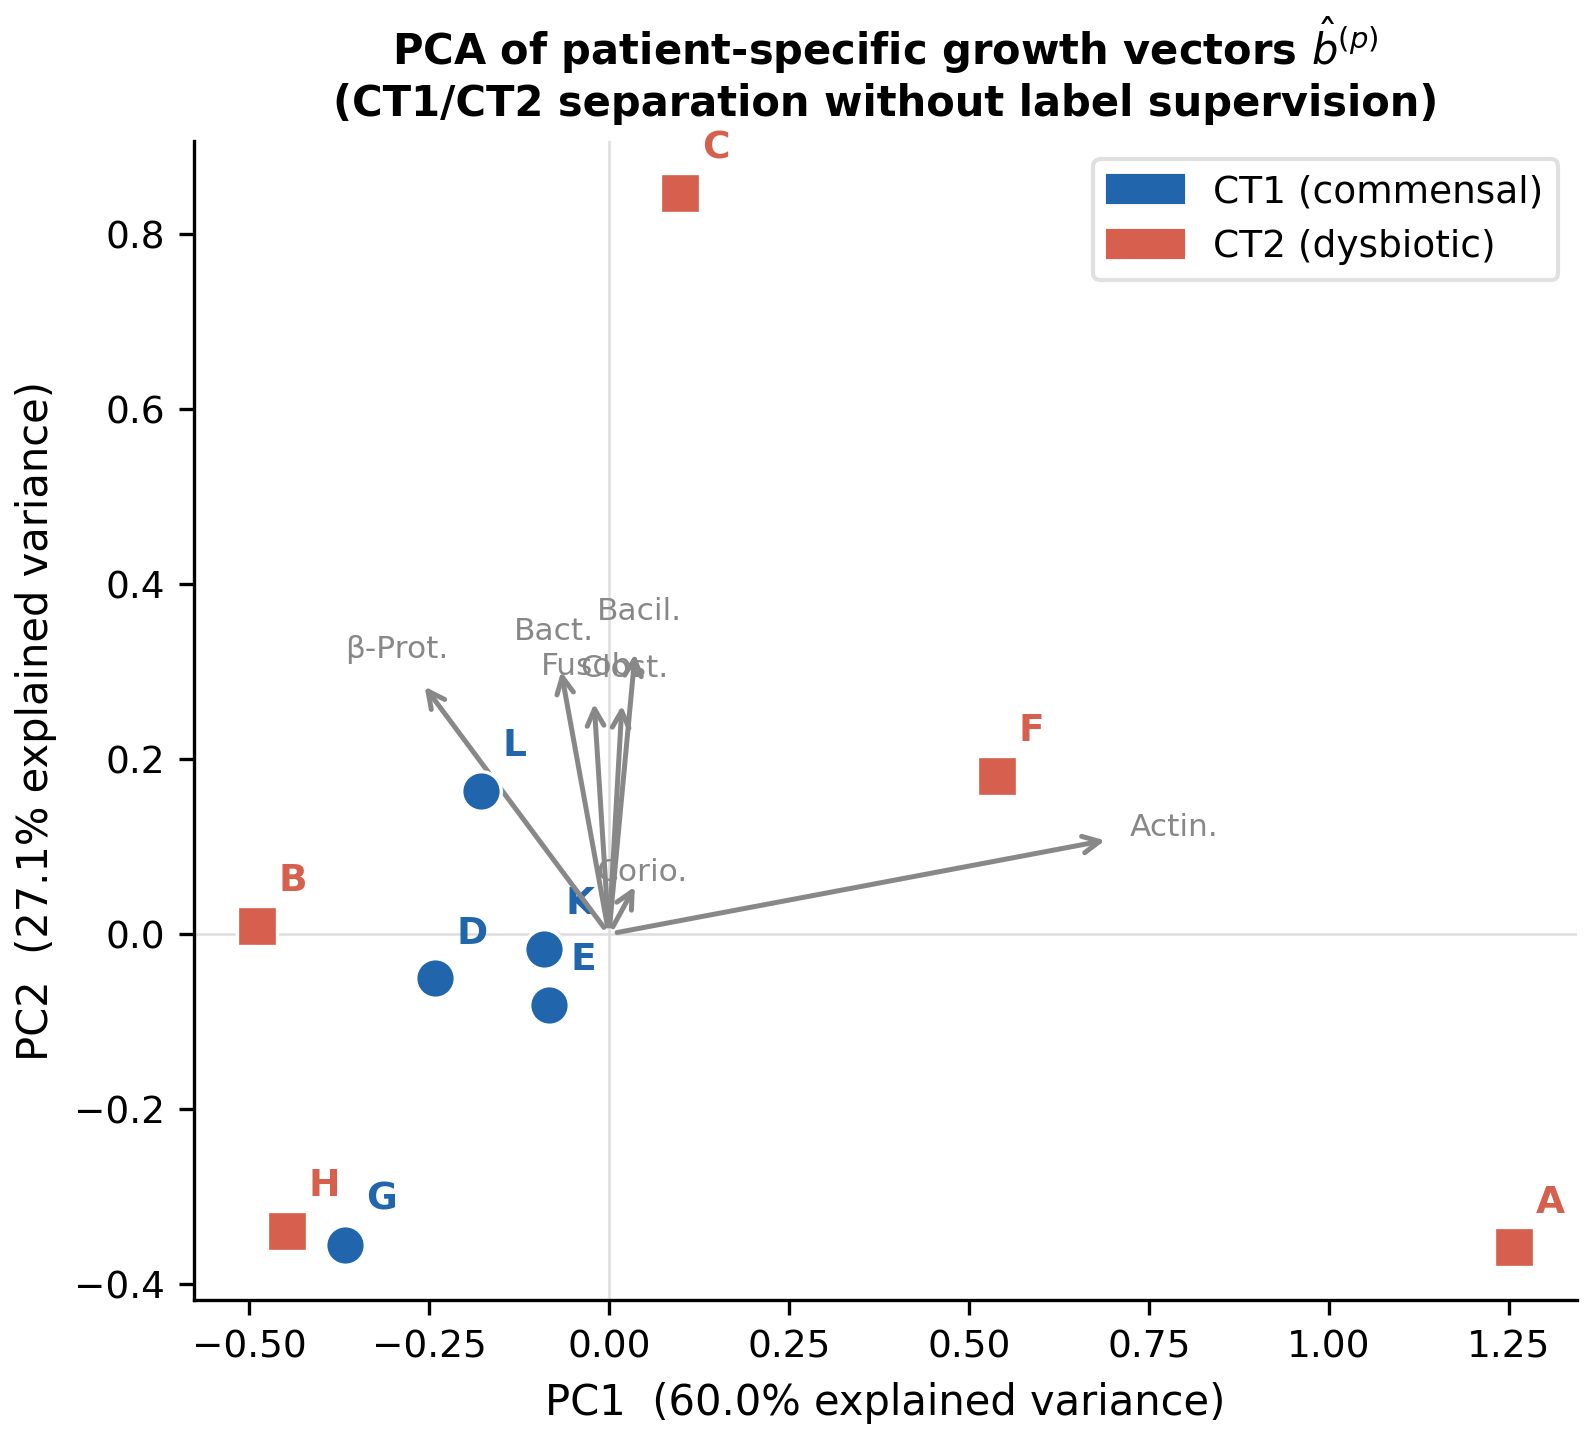 PCA of patient-specific growth vectors b̂⁽ᵖ⁾
(CT1/CT2 separation without label supervision)
CT1 (commensal)
CT2 (dysbiotic)
C
0.8
0.6
0.4
Bacil.
Bact.
β-Prot.
Fusob.
Clost.
F
L
0.2
Actin.
Corio.
B
K
D
E
0.0
−0.2
H
G
A
−0.4
−0.50
−0.25
0.00
0.25
0.50
0.75
1.00
1.25
PC1 (60.0% explained variance)
PC2 (27.1% explained variance)